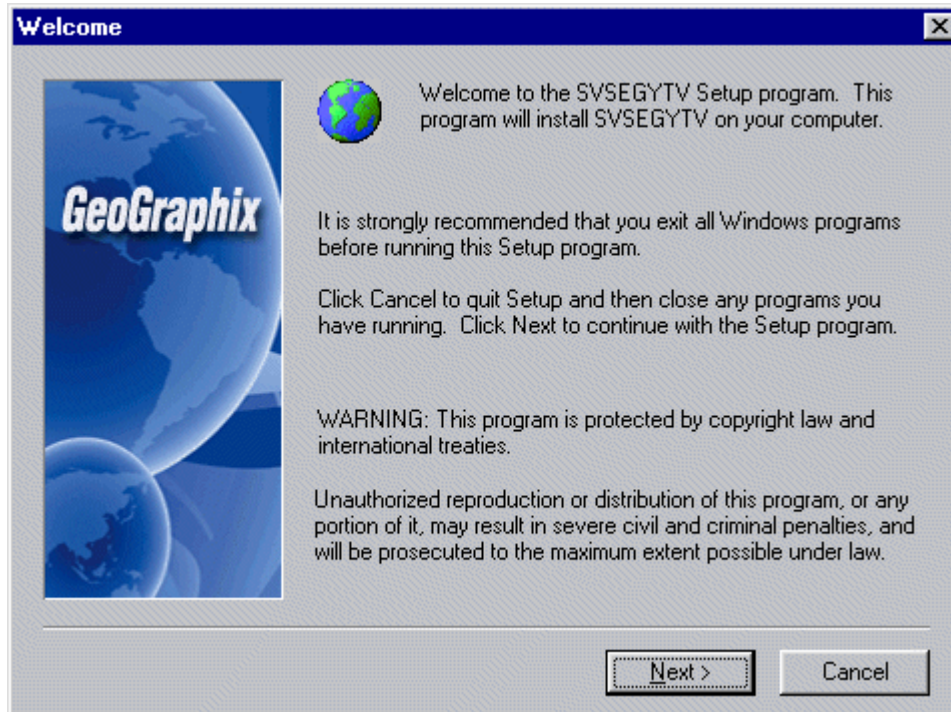 Welcome
GeoGraphix
Welcome to the SVSEGYTV Setup program.  This
program will install SVSEGYTV on your computer.
It is strongly recommended that you exit all Windows programs
before running this Setup program.
Click Cancel to quit Setup and then close any programs you
have running.  Click Next to continue with the Setup program.
WARNING: This program is protected by copyright law and
international treaties.
Unauthorized reproduction or distribution of this program, or any
portion of it, may result in severe civil and criminal penalties, and
will be prosecuted to the maximum extent possible under law.
Next >
Cancel